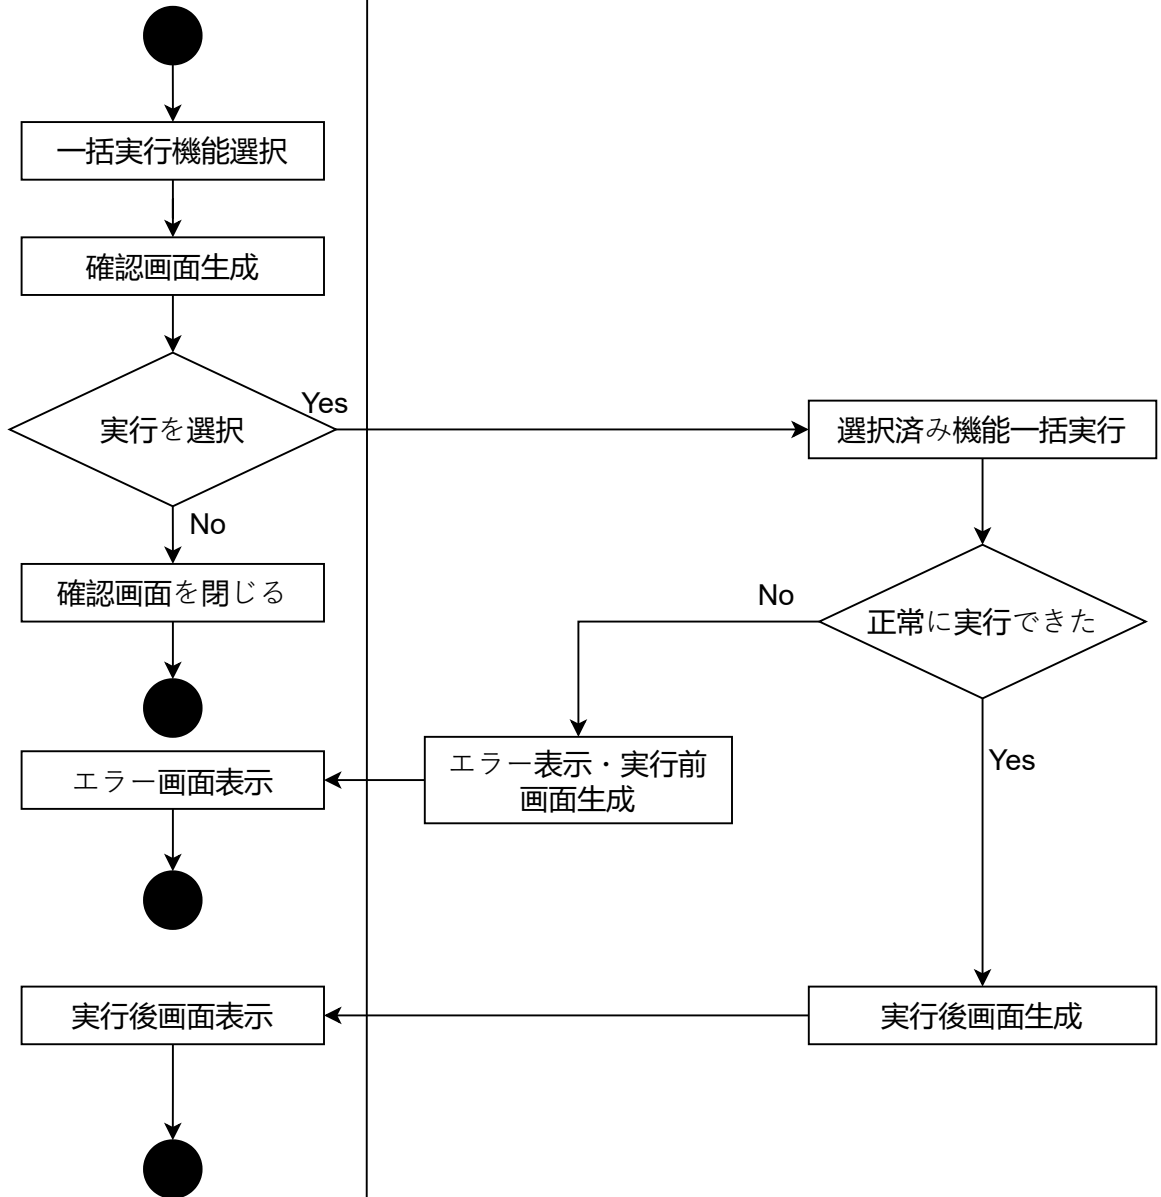 一括実行機能選択
確認画面生成
実行を選択
Yes
選択済み機能一括実行
No
確認画面を閉じる
No
正常に実行できた
Yes
エラー画面表示
エラー表示・実行前
画面生成
実行後画面表示
実行後画面生成